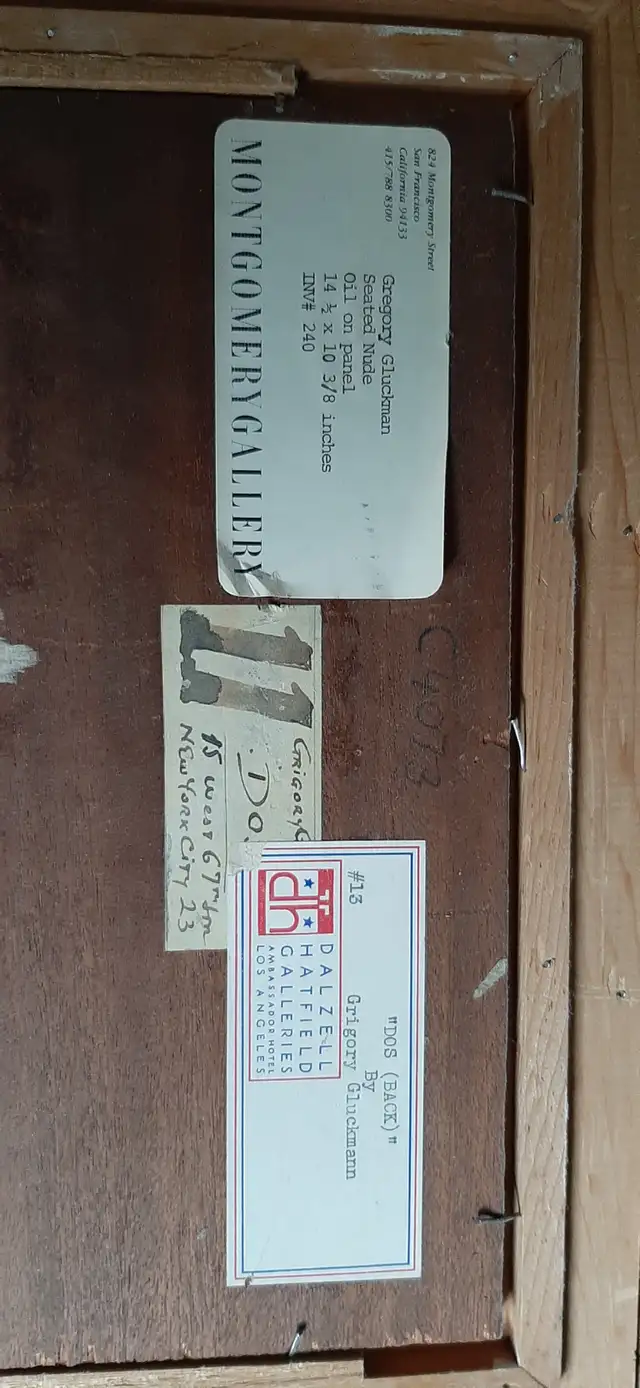 824 Montgomery Street
San Francisco
California 94133
415/788 8300
Gregory Gluckman
Seated Nude
Oil on panel
14 ½ x 10 3/8 inches
INV# 240
MONTGOMERY GALLERY
C4073
11
GRIGORY G
DO
15 West 67th
NEW YORK CITY 23
#13
"DOS (BACK)"
By
Grigory Gluckmann
dh
DALZELL
HATFIELD
GALLERIES
AMBASSADOR HOTEL
LOS ANGELES